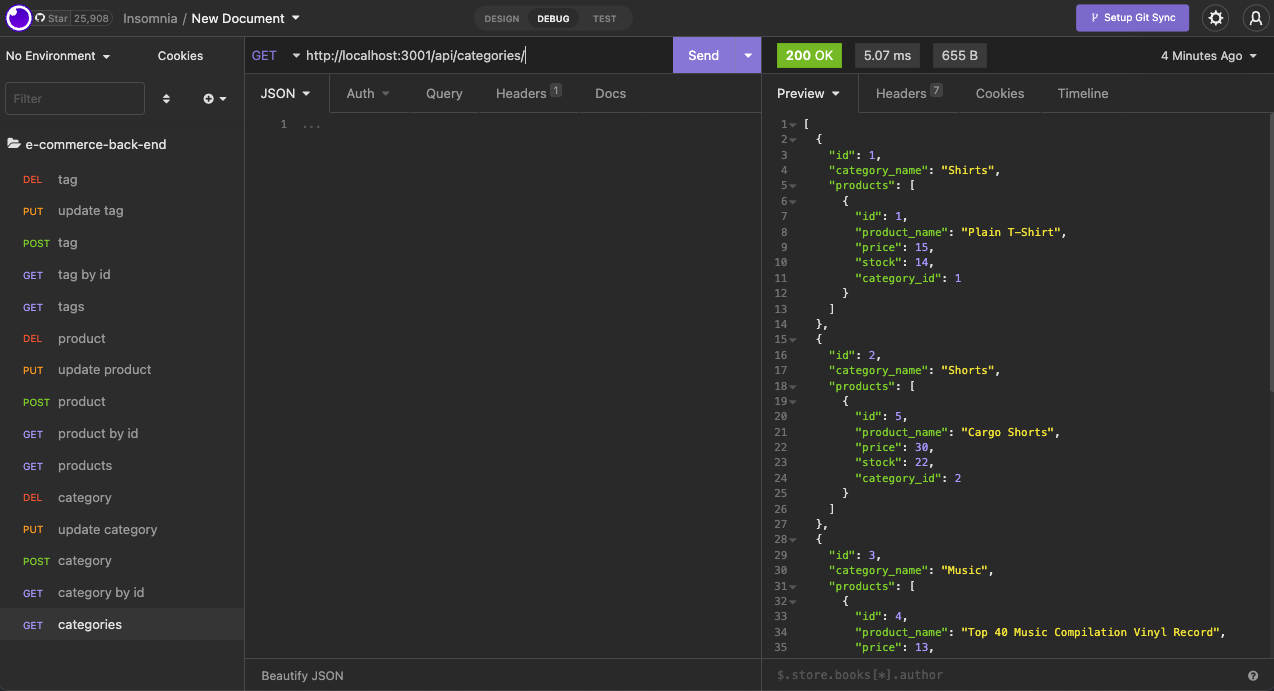 Star 25,908 Insomnia / New Document
DESIGN DEBUG TEST
Setup Git Sync
No Environment Cookies
Filter
e-commerce-back-end
DEL tag
PUT update tag
POST tag
GET tag by id
GET tags
DEL product
PUT update product
POST product
GET product by id
GET products
DEL category
PUT update category
POST category
GET category by id
GET categories
GET http://localhost:3001/api/categories/ Send
JSON Auth Query Headers 1 Docs
1 ...
Beautify JSON
200 OK 5.07 ms 655 B 4 Minutes Ago
Preview Headers 7 Cookies Timeline
1 [
2 {
3 "id": 1,
4 "category_name": "Shirts",
5 "products": [
6 {
7 "id": 1,
8 "product_name": "Plain T-Shirt",
9 "price": 15,
10 "stock": 14,
11 "category_id": 1
12 }
13 ]
14 },
15 {
16 "id": 2,
17 "category_name": "Shorts",
18 "products": [
19 {
20 "id": 5,
21 "product_name": "Cargo Shorts",
22 "price": 30,
23 "stock": 22,
24 "category_id": 2
25 }
26 ]
27 },
28 {
29 "id": 3,
30 "category_name": "Music",
31 "products": [
32 {
33 "id": 4,
34 "product_name": "Top 40 Music Compilation Vinyl Record",
35 "price": 13,
$.store.books[*].author